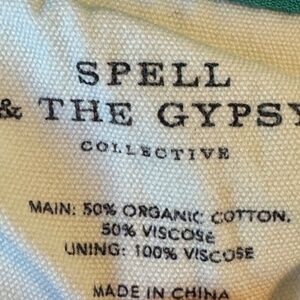 SPELL
& THE GYPSY
COLLECTIVE
MAIN: 50% ORGANIC COTTON,
50% VISCOSE
LINING: 100% VISCOSE
MADE IN CHINA